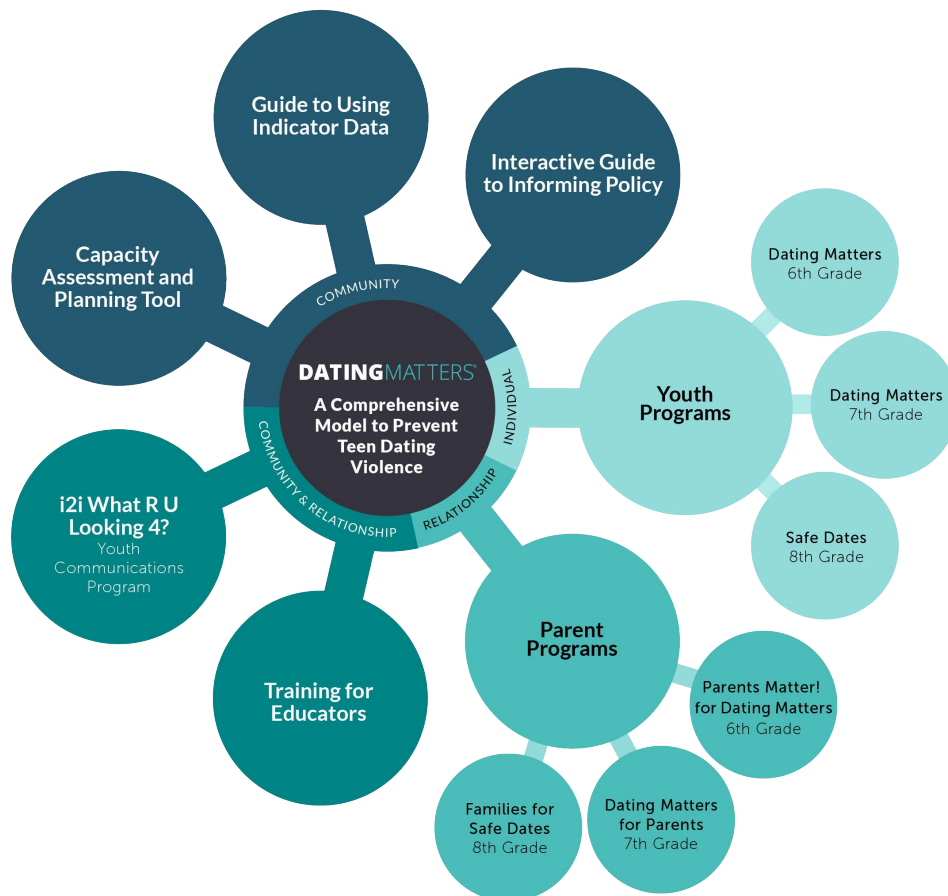 Guide to Using
Indicator Data
Interactive Guide
to Informing Policy
Capacity
Assessment and
Planning Tool
COMMUNITY
DATINGMATTERS®
A Comprehensive
Model to Prevent
Teen Dating
Violence
INDIVIDUAL
RELATIONSHIP
COMMUNITY & RELATIONSHIP
Youth
Programs
Dating Matters
6th Grade
Dating Matters
7th Grade
Safe Dates
8th Grade
i2i What R U
Looking 4?
Youth
Communications
Program
Training for
Educators
Parent
Programs
Parents Matter!
for Dating Matters
6th Grade
Dating Matters
for Parents
7th Grade
Families for
Safe Dates
8th Grade